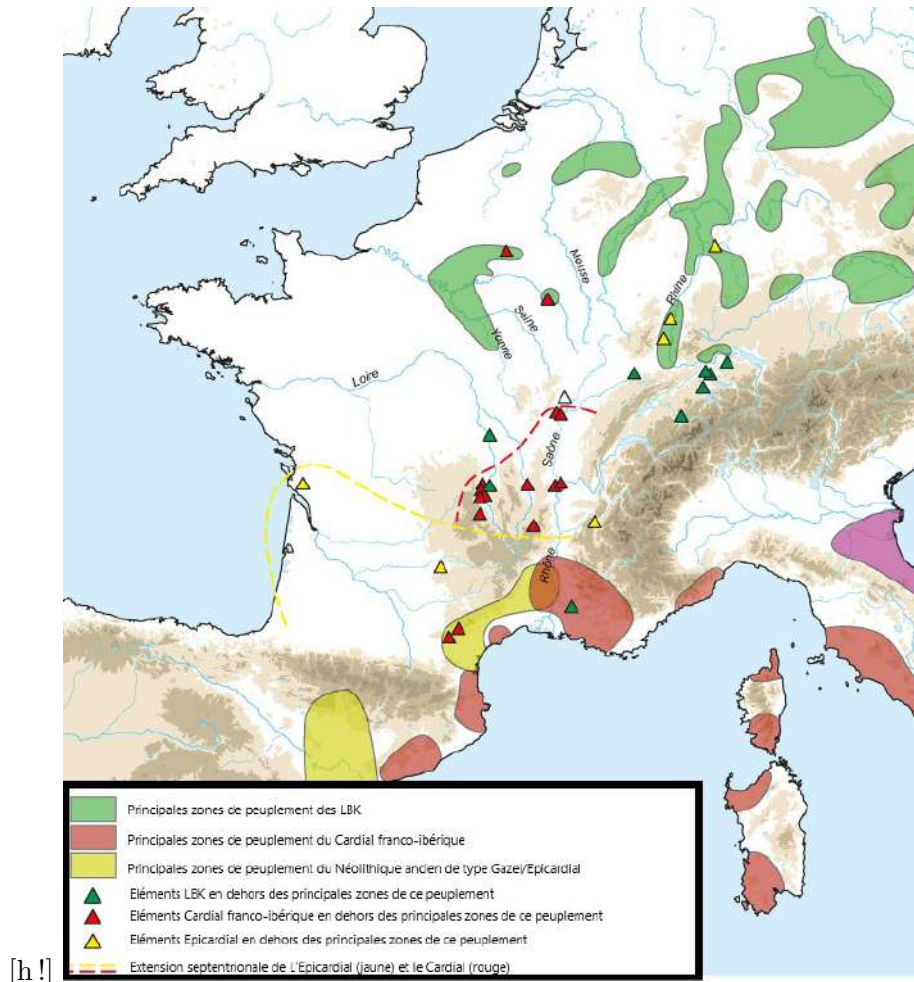 Meuse
Rhine
Seine
Yonne
Loire
Saône
Rhône
Principales zones de peuplement des LBK
Principales zones de peuplement du Cardial franco-ibérique
Principales zones de peuplement du Néolithique ancien de type Gazel/Epicardial
Eléments LBK en dehors des principales zones de ce peuplement
Eléments Cardial franco-ibérique en dehors des principales zones de ce peuplement
Eléments Epicardial en dehors des principales zones de ce peuplement
Extension septentrionale de L'Epicardial (jaune) et le Cardial (rouge)
[h!]